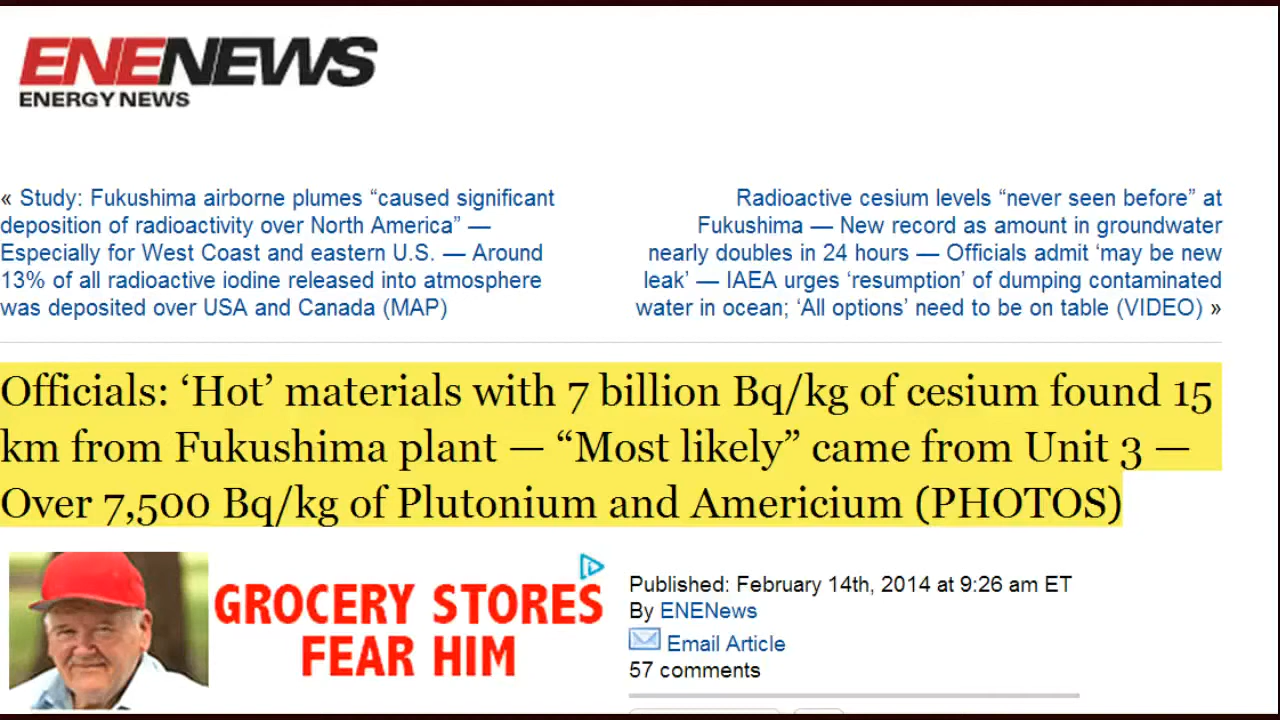 ENENEWS
ENERGY NEWS
« Study: Fukushima airborne plumes “caused significant
deposition of radioactivity over North America” —
Especially for West Coast and eastern U.S. — Around
13% of all radioactive iodine released into atmosphere
was deposited over USA and Canada (MAP)
Radioactive cesium levels “never seen before” at
Fukushima — New record as amount in groundwater
nearly doubles in 24 hours — Officials admit ‘may be new
leak’ — IAEA urges ‘resumption’ of dumping contaminated
water in ocean; ‘All options’ need to be on table (VIDEO) »
Officials: ‘Hot’ materials with 7 billion Bq/kg of cesium found 15
km from Fukushima plant — “Most likely” came from Unit 3 —
Over 7,500 Bq/kg of Plutonium and Americium (PHOTOS)
GROCERY STORES
FEAR HIM
Published: February 14th, 2014 at 9:26 am ET
By ENENews
Email Article
57 comments